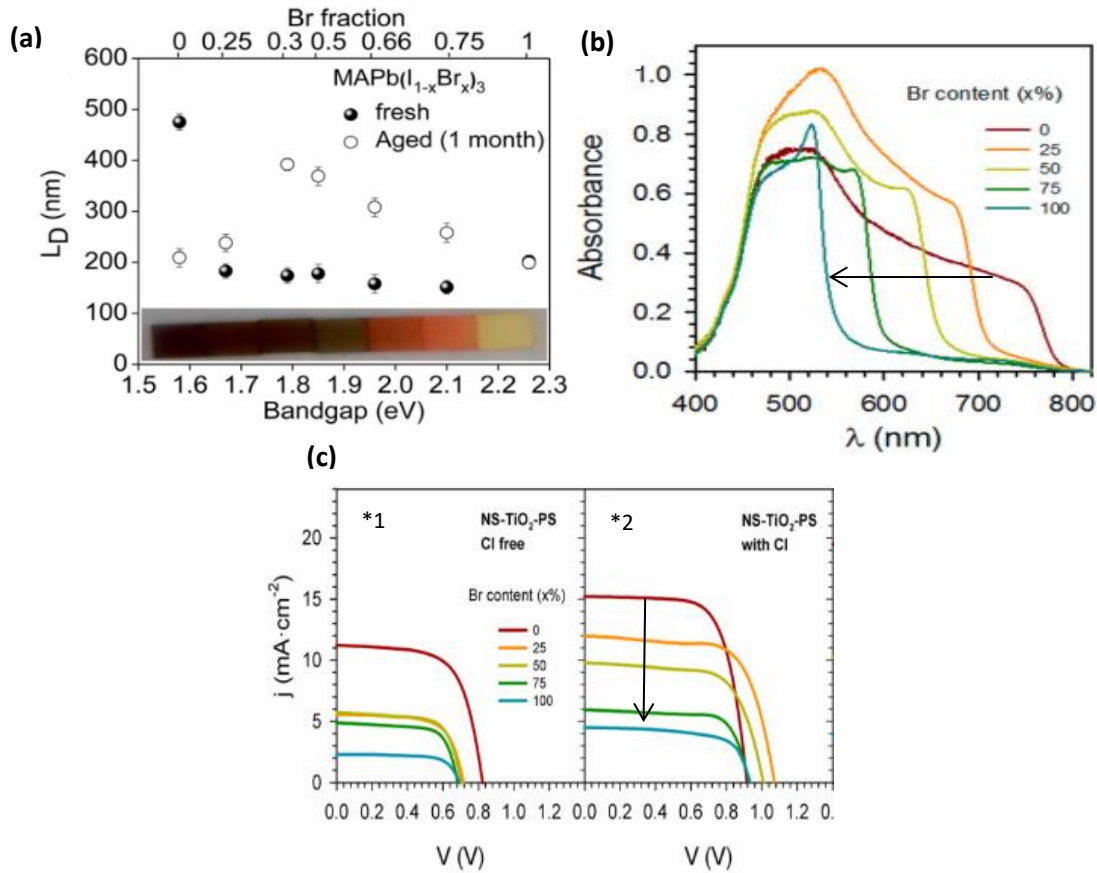 (a)
Br fraction
0 0.25 0.3 0.5 0.66 0.75 1
MAPb(I1-xBrx)3
fresh
Aged (1 month)
600
500
400
300
200
100
0
LD (nm)
1.5 1.6 1.7 1.8 1.9 2.0 2.1 2.2 2.3
Bandgap (eV)
(b)
Br content (x%)
0
25
50
75
100
1.0
0.8
0.6
0.4
0.2
0.0
Absorbance
400 500 600 700 800
λ (nm)
(c)
*1
NS-TiO2-PS
Cl free
Br content (x%)
0
25
50
75
100
*2
NS-TiO2-PS
with Cl
20
15
10
5
0
j (mA·cm-2)
0.0 0.2 0.4 0.6 0.8 1.0 1.2
0.0 0.2 0.4 0.6 0.8 1.0 1.2
V (V)
V (V)